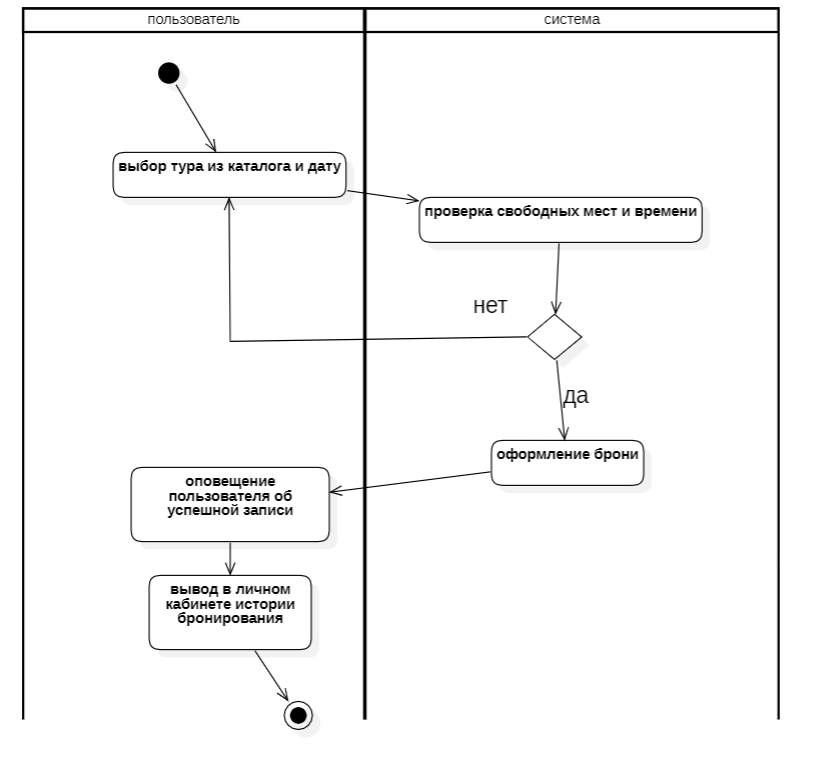 пользователь
система
выбор тура из каталога и дату
проверка свободных мест и времени
нет
да
оформление брони
оповещение
пользователя об
успешной записи
вывод в личном
кабинете истории
бронирования